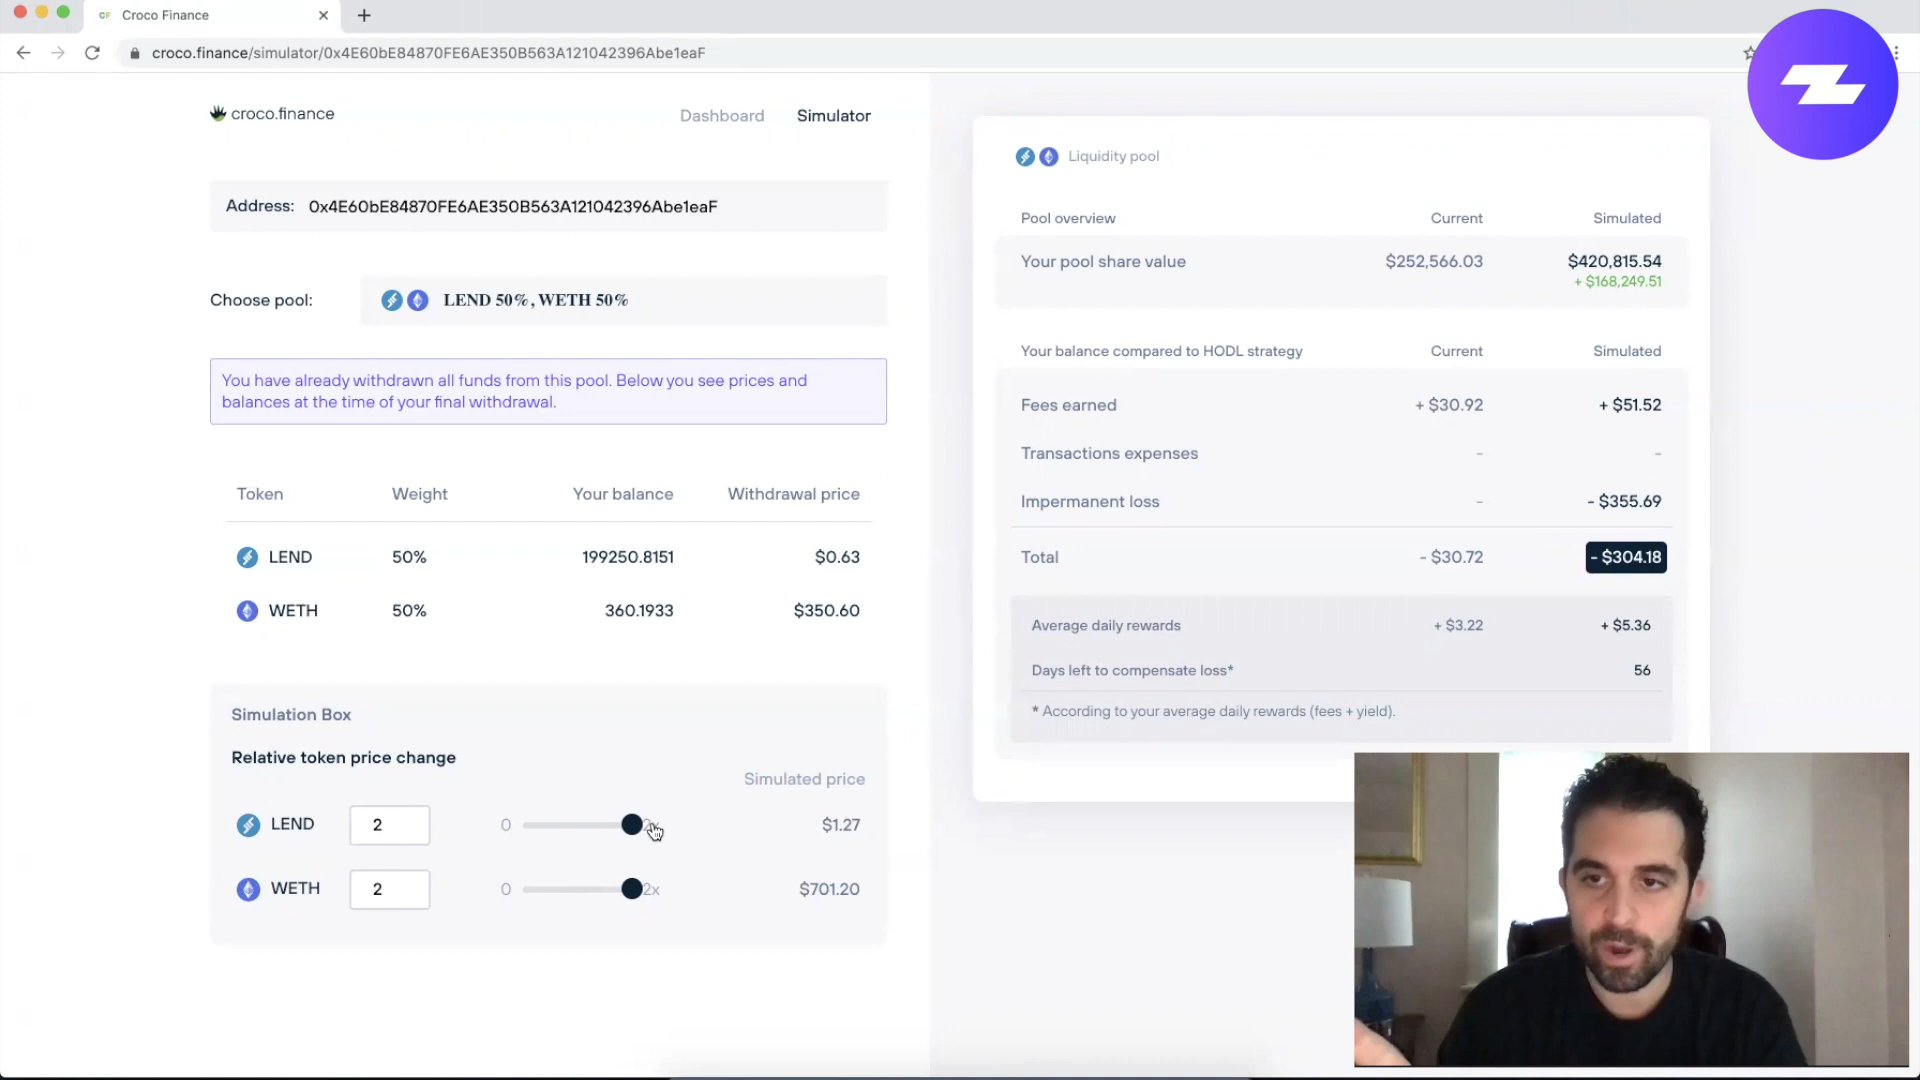 CF Croco Finance
croco.finance/simulator/0x4E60bE84870FE6AE350B563A121042396Abe1eaF
croco.finance
Dashboard Simulator
Address: 0x4E60bE84870FE6AE350B563A121042396Abe1eaF
Choose pool: LEND 50%, WETH 50%
You have already withdrawn all funds from this pool. Below you see prices and
balances at the time of your final withdrawal.
Token Weight Your balance Withdrawal price
LEND 50% 199250.8151 $0.63
WETH 50% 360.1933 $350.60
Simulation Box
Relative token price change
Simulated price
LEND 2 0 $1.27
WETH 2 0 2x $701.20
Liquidity pool
Pool overview Current Simulated
Your pool share value $252,566.03 $420,815.54
+ $168,249.51
Your balance compared to HODL strategy Current Simulated
Fees earned + $30.92 + $51.52
Transactions expenses - -
Impermanent loss - - $355.69
Total - $30.72 - $304.18
Average daily rewards + $3.22 + $5.36
Days left to compensate loss* 56
* According to your average daily rewards (fees + yield).